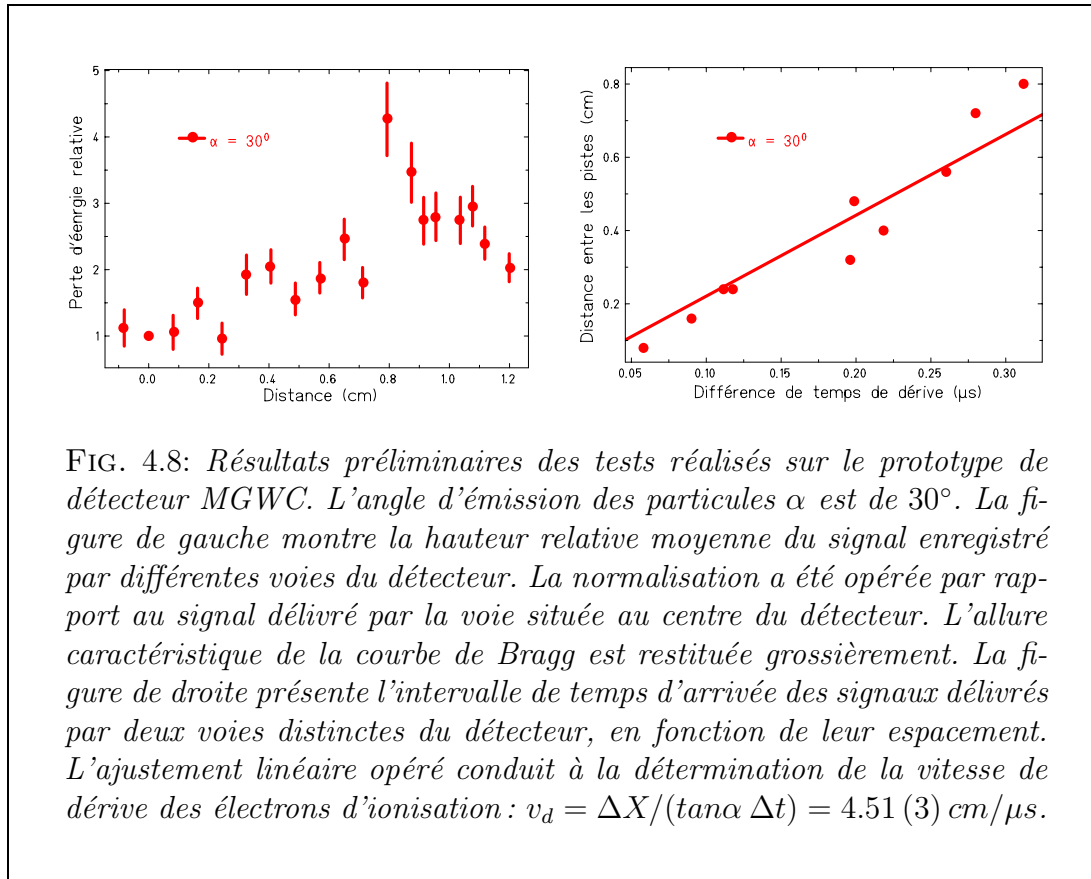 5
4
3
2
1
Perte d'éenrgie relative
α = 30⁰
0.0 0.2 0.4 0.6 0.8 1.0 1.2
Distance (cm)
0.8
0.6
0.4
0.2
Distance entre les pistes (cm)
α = 30⁰
0.05 0.10 0.15 0.20 0.25 0.30
Différence de temps de dérive (μs)
FIG. 4.8: Résultats préliminaires des tests réalisés sur le prototype de
détecteur MGWC. L'angle d'émission des particules α est de 30°. La fi-
gure de gauche montre la hauteur relative moyenne du signal enregistré
par différentes voies du détecteur. La normalisation a été opérée par rap-
port au signal délivré par la voie située au centre du détecteur. L'allure
caractéristique de la courbe de Bragg est restituée grossièrement. La fi-
gure de droite présente l'intervalle de temps d'arrivée des signaux délivrés
par deux voies distinctes du détecteur, en fonction de leur espacement.
L'ajustement linéaire opéré conduit à la détermination de la vitesse de
dérive des électrons d'ionisation : v_d = ΔX/(tanα Δt) = 4.51 (3) cm/μs.